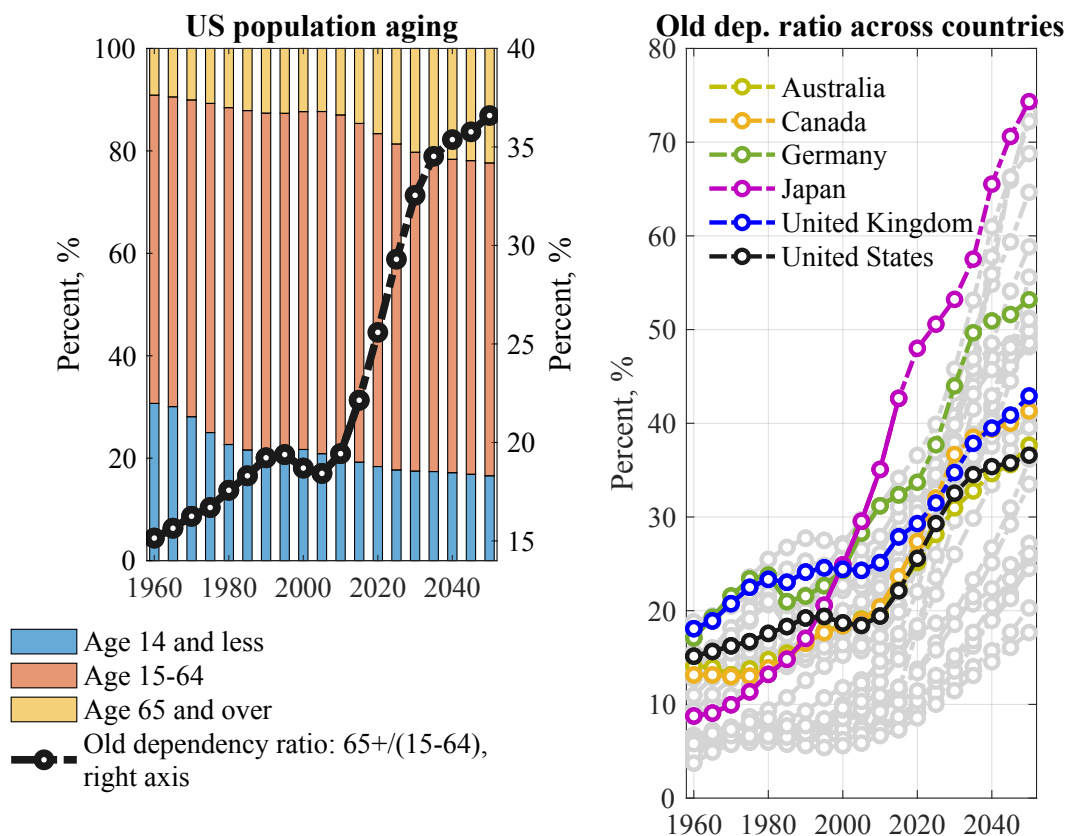 US population aging
100
80
60
40
20
0
Percent, %
40
35
30
25
20
15
Percent, %
1960
1980
2000
2020
2040
Age 14 and less
Age 15-64
Age 65 and over
Old dependency ratio: 65+/(15-64),
right axis
Old dep. ratio across countries
80
70
60
50
40
30
20
10
0
Percent, %
Australia
Canada
Germany
Japan
United Kingdom
United States
1960
1980
2000
2020
2040